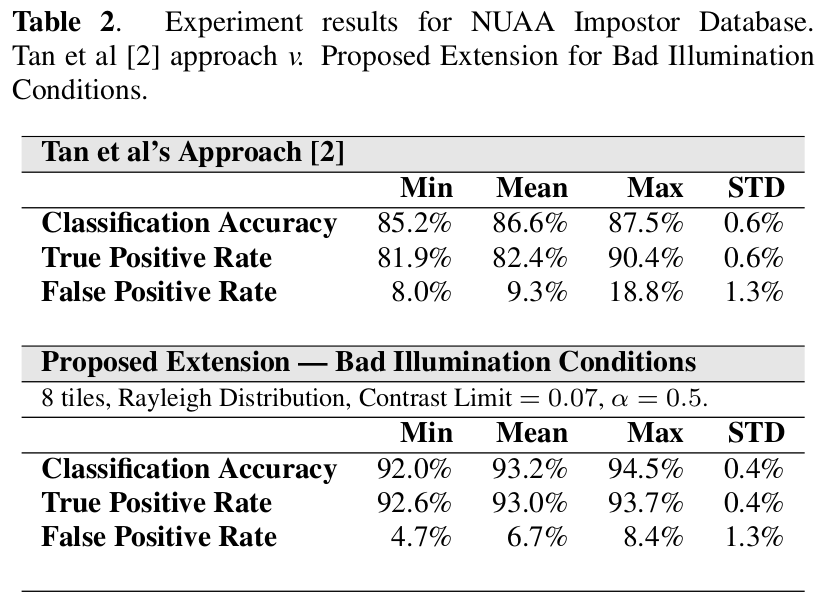 Table 2. Experiment results for NUAA Impostor Database.
Tan et al [2] approach v. Proposed Extension for Bad Illumination
Conditions.
Tan et al's Approach [2]
Min Mean Max STD
Classification Accuracy 85.2% 86.6% 87.5% 0.6%
True Positive Rate 81.9% 82.4% 90.4% 0.6%
False Positive Rate 8.0% 9.3% 18.8% 1.3%
Proposed Extension — Bad Illumination Conditions
8 tiles, Rayleigh Distribution, Contrast Limit = 0.07, α = 0.5.
Min Mean Max STD
Classification Accuracy 92.0% 93.2% 94.5% 0.4%
True Positive Rate 92.6% 93.0% 93.7% 0.4%
False Positive Rate 4.7% 6.7% 8.4% 1.3%